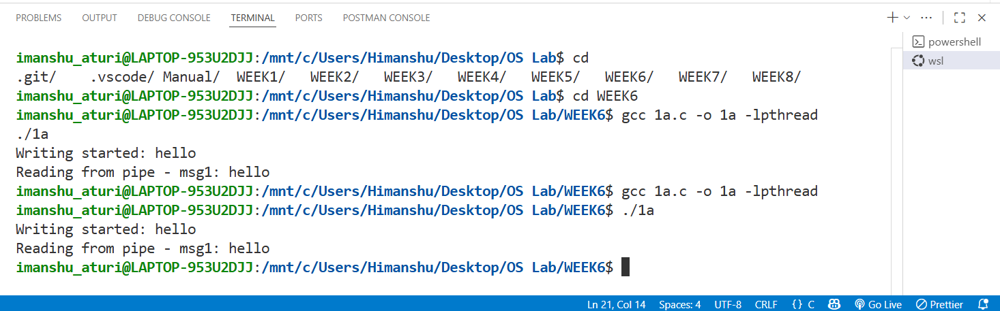 PROBLEMS OUTPUT DEBUG CONSOLE TERMINAL PORTS POSTMAN CONSOLE
powershell
wsl
imanshu_aturi@LAPTOP-953U2DJJ:/mnt/c/Users/Himanshu/Desktop/OS Lab$ cd
.git/ .vscode/ Manual/ WEEK1/ WEEK2/ WEEK3/ WEEK4/ WEEK5/ WEEK6/ WEEK7/ WEEK8/
imanshu_aturi@LAPTOP-953U2DJJ:/mnt/c/Users/Himanshu/Desktop/OS Lab$ cd WEEK6
imanshu_aturi@LAPTOP-953U2DJJ:/mnt/c/Users/Himanshu/Desktop/OS Lab/WEEK6$ gcc 1a.c -o 1a -lpthread
./1a
Writing started: hello
Reading from pipe - msg1: hello
imanshu_aturi@LAPTOP-953U2DJJ:/mnt/c/Users/Himanshu/Desktop/OS Lab/WEEK6$ gcc 1a.c -o 1a -lpthread
imanshu_aturi@LAPTOP-953U2DJJ:/mnt/c/Users/Himanshu/Desktop/OS Lab/WEEK6$ ./1a
Writing started: hello
Reading from pipe - msg1: hello
imanshu_aturi@LAPTOP-953U2DJJ:/mnt/c/Users/Himanshu/Desktop/OS Lab/WEEK6$
Ln 21, Col 14 Spaces: 4 UTF-8 CRLF {} C Go Live Prettier